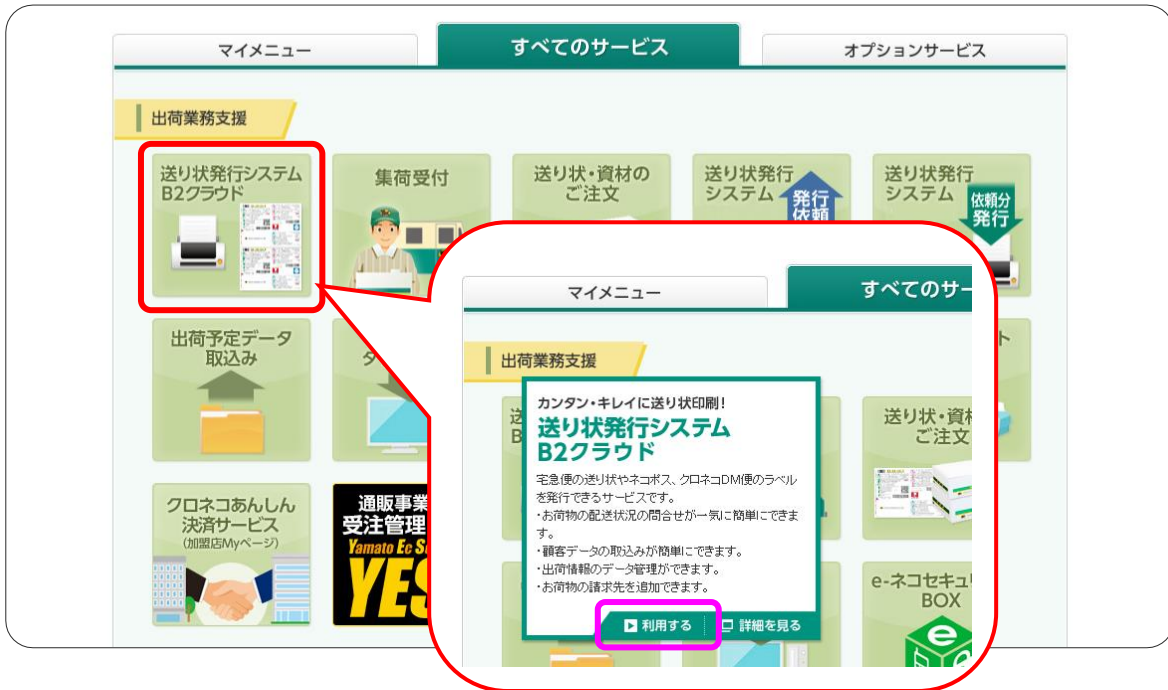 マイメニュー
すべてのサービス
オプションサービス
出荷業務支援
送り状発行システム
B2クラウド
集荷受付
送り状・資材の
ご注文
送り状発行
システム
発行
依頼
送り状発行
システム
依頼分
発行
出荷予定データ
取込み
タ
ト
クロネコあんしん
決済サービス
(加盟店Myページ)
通販事業
受注管理
Yamato Ec S
YES
マイメニュー
すべてのサー
出荷業務支援
送
B
カンタン・キレイに送り状印刷!
送り状発行システム
B2クラウド
宅急便の送り状やネコポス、クロネコDM便のラベル
を発行できるサービスです。
・お荷物の配送状況の問合せが一気に簡単にできま
す。
・顧客データの取込みが簡単にできます。
・出荷情報のデータ管理ができます。
・お荷物の請求先を追加できます。
利用する
詳細を見る
送り状・資材
ご注文
e-ネコセキュリ
BOX
e
e